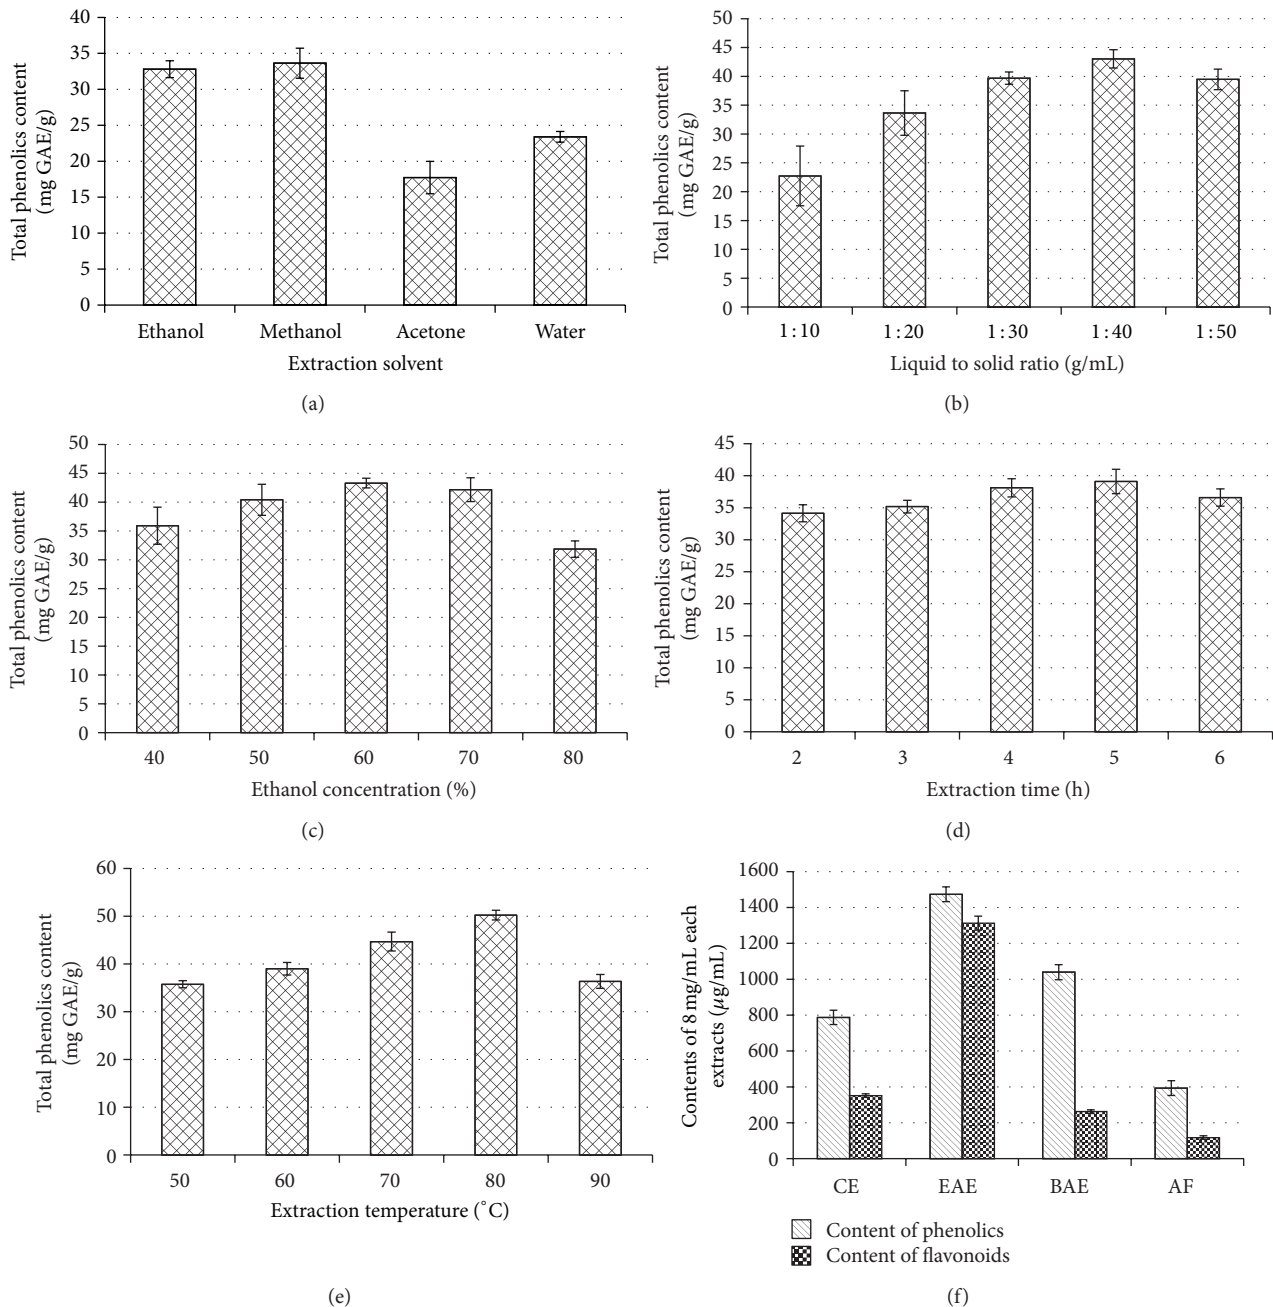 Total phenolics content
(mg GAE/g)
40
35
30
25
20
15
10
5
0
Ethanol Methanol Acetone Water
Extraction solvent
(a)
Total phenolics content
(mg GAE/g)
50
45
40
35
30
25
20
15
10
5
0
1:10 1:20 1:30 1:40 1:50
Liquid to solid ratio (g/mL)
(b)
Total phenolics content
(mg GAE/g)
50
45
40
35
30
25
20
15
10
5
0
40 50 60 70 80
Ethanol concentration (%)
(c)
Total phenolics content
(mg GAE/g)
45
40
35
30
25
20
15
10
5
0
2 3 4 5 6
Extraction time (h)
(d)
Total phenolics content
(mg GAE/g)
60
50
40
30
20
10
0
50 60 70 80 90
Extraction temperature (°C)
(e)
Contents of 8 mg/mL each
extracts (μg/mL)
1600
1400
1200
1000
800
600
400
200
0
CE EAE BAE AF
Content of phenolics
Content of flavonoids
(f)